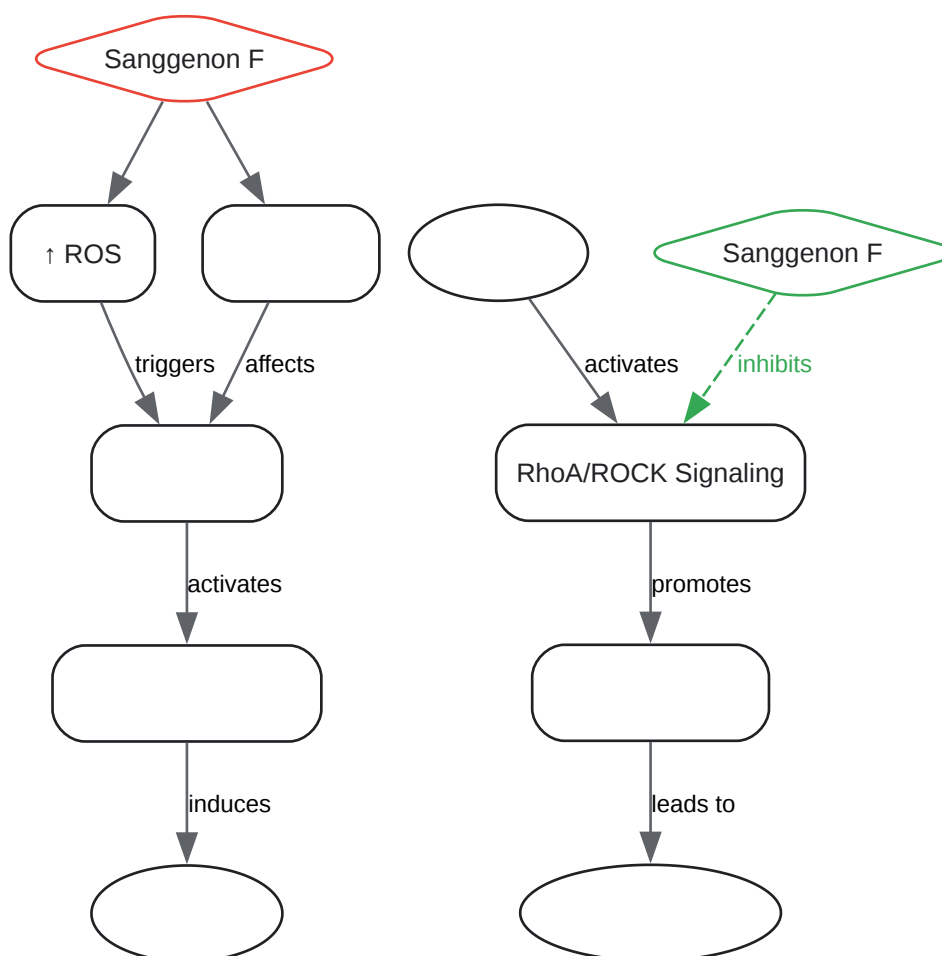 Sanggenon F
↑ ROS
Sanggenon F
triggers
affects
activates
inhibits
RhoA/ROCK Signaling
activates
promotes
induces
leads to